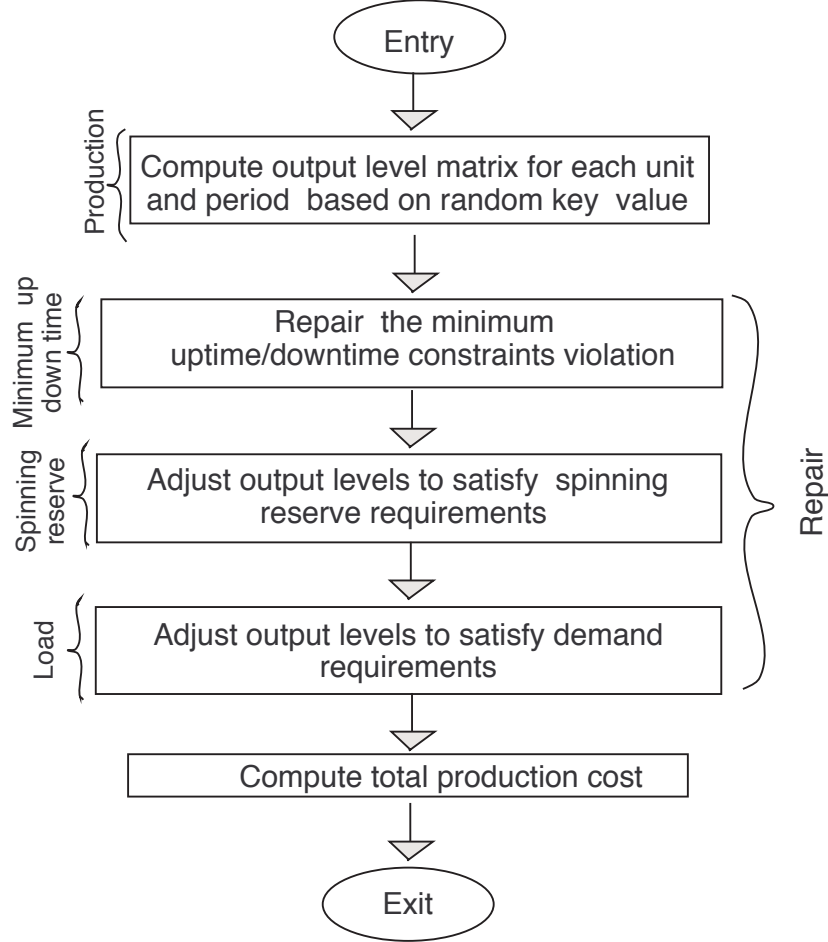 Entry
Production
Compute output level matrix for each unit
and period based on random key value
Minimum up
down time
Repair the minimum
uptime/downtime constraints violation
Spinning
reserve
Adjust output levels to satisfy spinning
reserve requirements
Repair
Load
Adjust output levels to satisfy demand
requirements
Compute total production cost
Exit